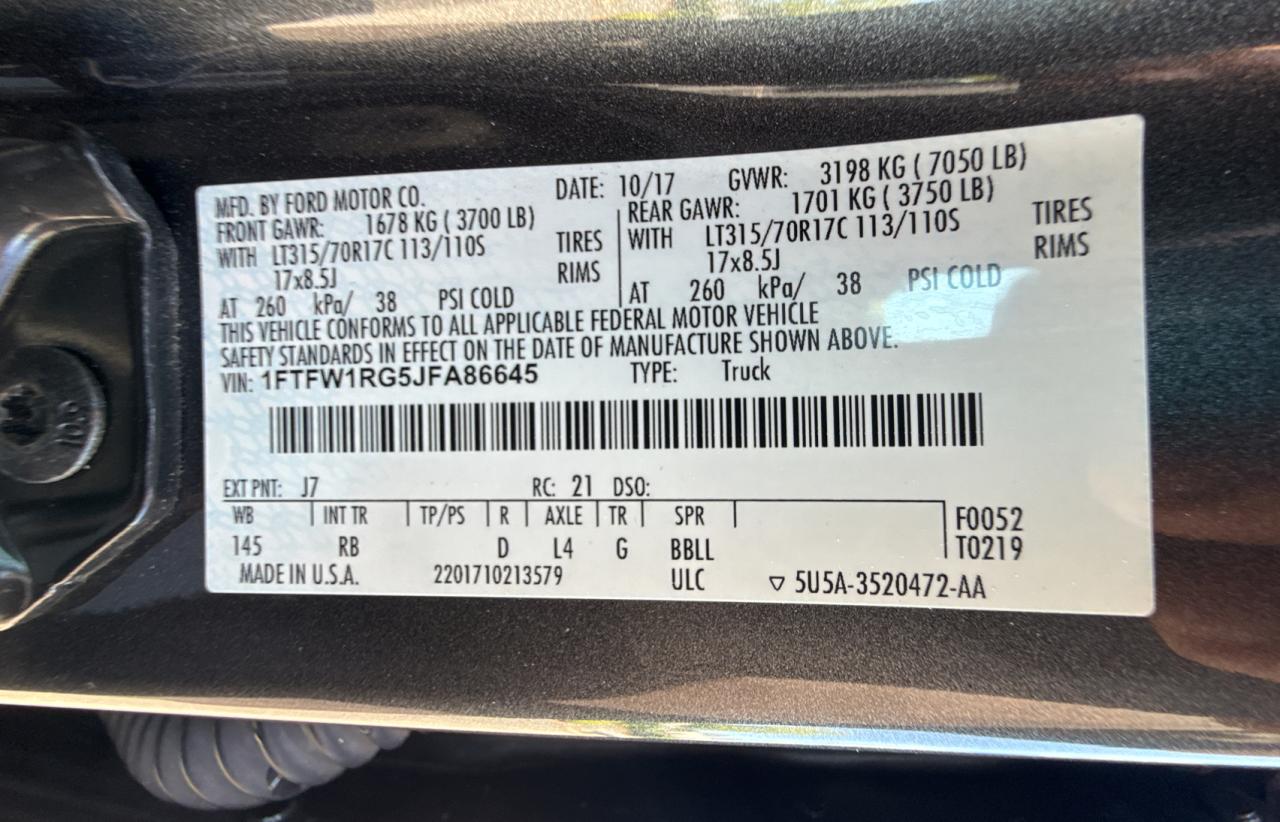 MFD. BY FORD MOTOR CO. DATE: 10/17 GVWR: 3198 KG ( 7050 LB)
FRONT GAWR: 1678 KG ( 3700 LB) REAR GAWR: 1701 KG ( 3750 LB)
WITH LT315/70R17C 113/110S TIRES WITH LT315/70R17C 113/110S TIRES
17x8.5J RIMS 17x8.5J RIMS
AT 260 kPa/ 38 PSI COLD AT 260 kPa/ 38 PSI COLD
THIS VEHICLE CONFORMS TO ALL APPLICABLE FEDERAL MOTOR VEHICLE
SAFETY STANDARDS IN EFFECT ON THE DATE OF MANUFACTURE SHOWN ABOVE.
VIN: 1FTFW1RG5JFA86645 TYPE: Truck
EXT PNT: J7 RC: 21 DSO:
WB INT TR TP/PS R AXLE TR SPR F0052
145 RB D L4 G BBLL T0219
MADE IN U.S.A. 2201710213579 ULC ▽ 5U5A-3520472-AA